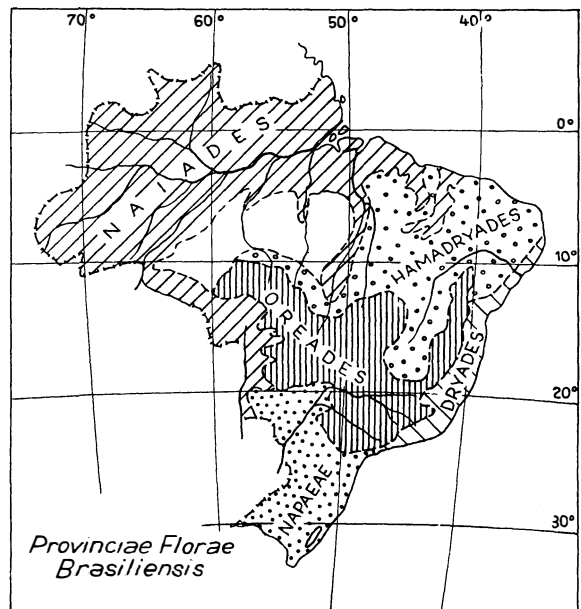 70° 60° 50° 40°
0°
NAIADES
HAMADRYADES
10°
OREADES
DRYADES
20°
NAPAEAE
30°
Provinciae Florae
Brasiliensis